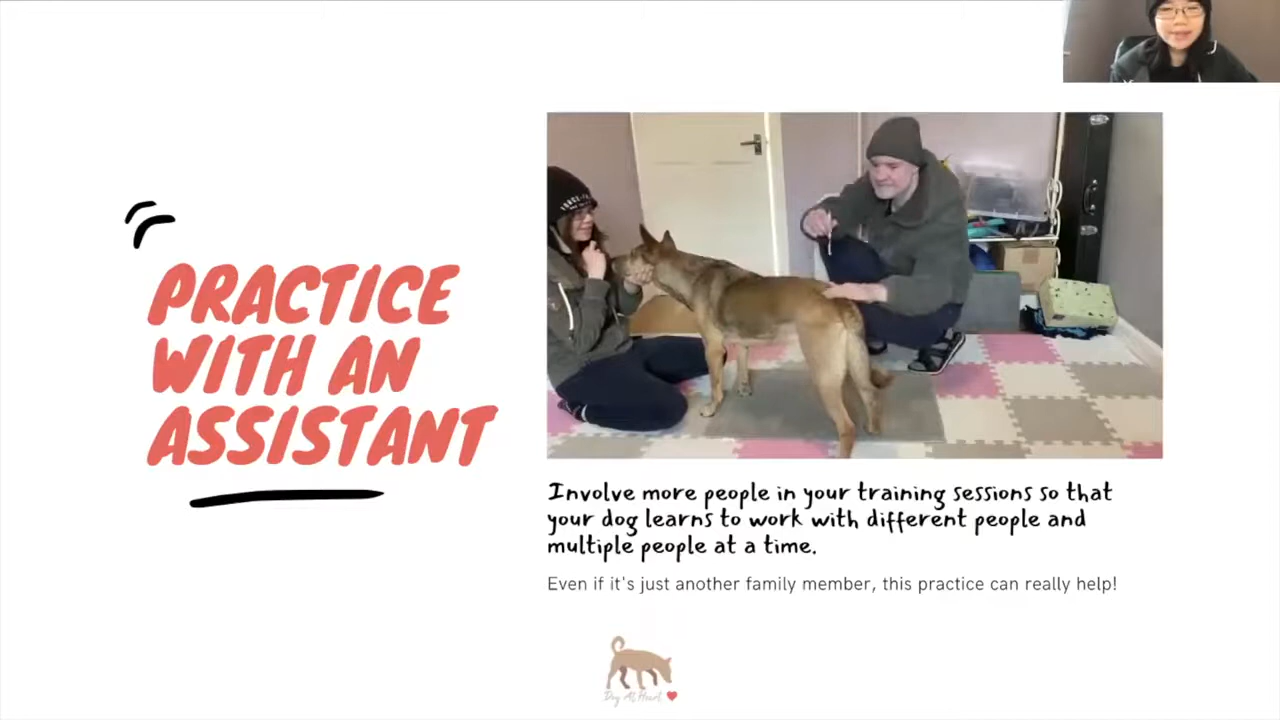 PRACTICE
WITH AN
ASSISTANT
Involve more people in your training sessions so that
your dog learns to work with different people and
multiple people at a time.
Even if it's just another family member, this practice can really help!
Dog At Heart